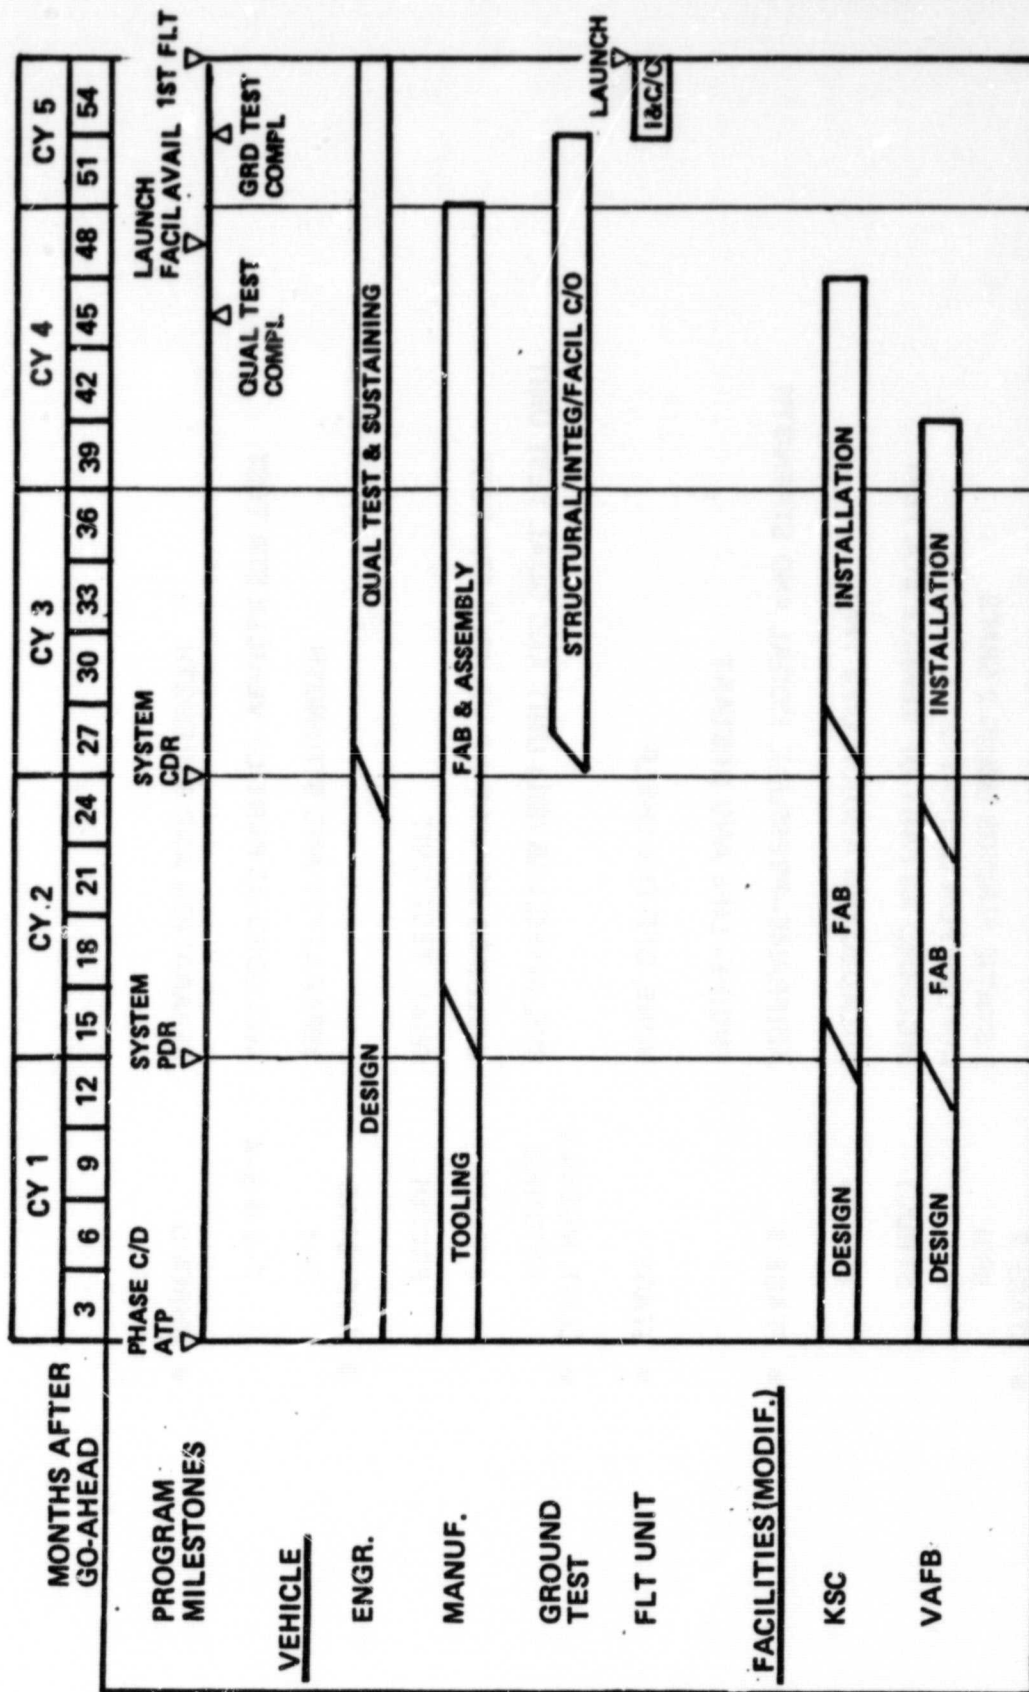 MONTHS AFTER
GO-AHEAD
CY 1 CY.2 CY 3 CY 4 CY 5
3 6 9 12 15 18 21 24 27 30 33 36 39 42 45 48 51 54
PROGRAM
MILESTONES
PHASE C/D
ATP
SYSTEM
PDR
SYSTEM
CDR
LAUNCH
FACIL AVAIL
1ST FLT
QUAL TEST
COMPL.
GRD TEST
COMPL
VEHICLE
ENGR.
DESIGN
QUAL TEST & SUSTAINING
MANUF.
TOOLING
FAB & ASSEMBLY
GROUND
TEST
STRUCTURAL/INTEG/FACIL C/O
FLT UNIT
LAUNCH
I&C/O
FACILITIES (MODIF.)
KSC
DESIGN
FAB
INSTALLATION
VAFB
DESIGN
FAB
INSTALLATION